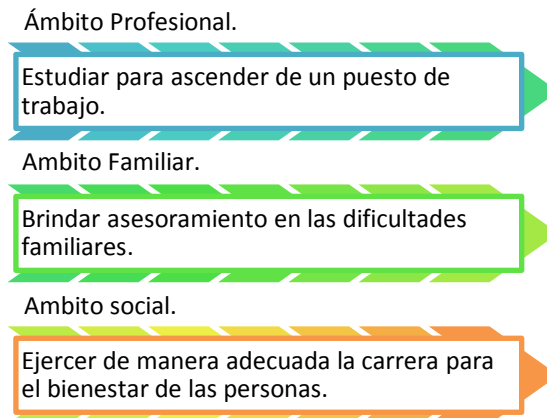 Ámbito Profesional.
Estudiar para ascender de un puesto de
trabajo.
Ambito Familiar.
Brindar asesoramiento en las dificultades
familiares.
Ambito social.
Ejercer de manera adecuada la carrera para
el bienestar de las personas.